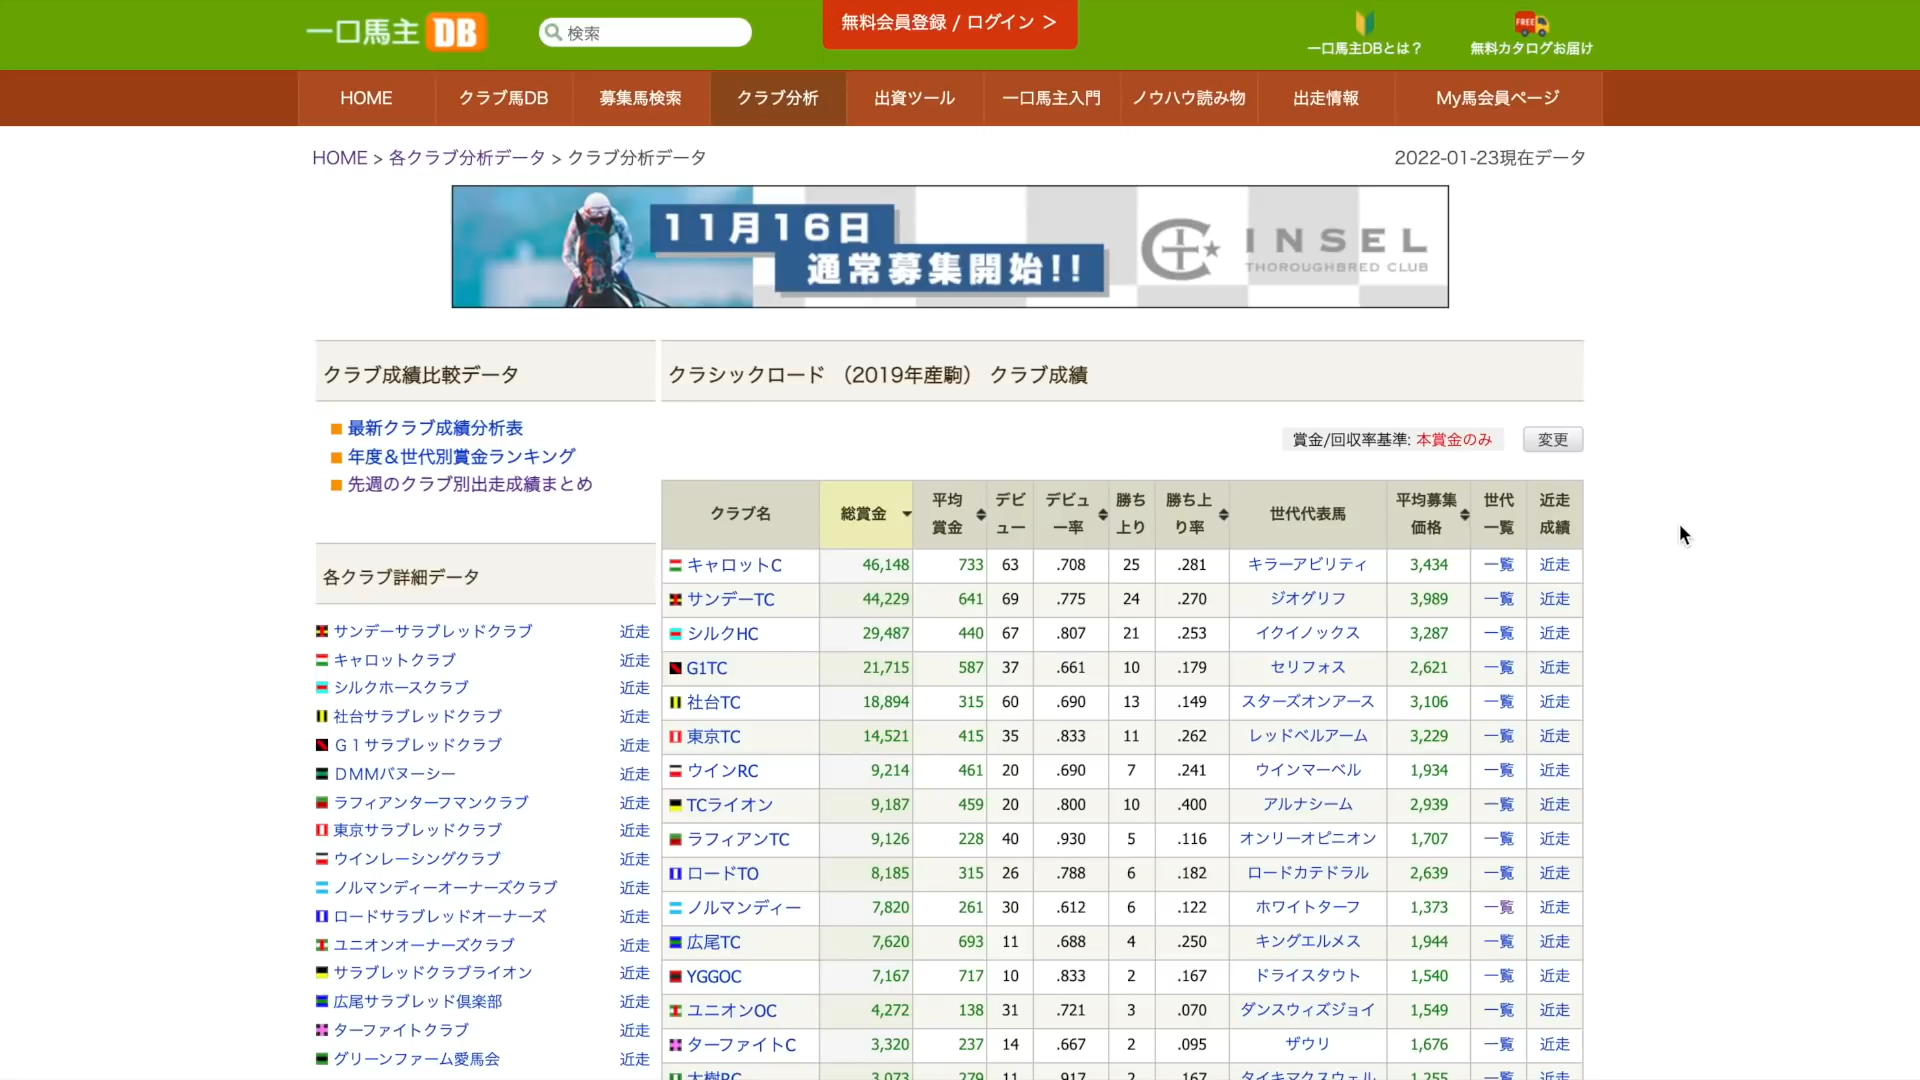 一口馬主DB
検索
無料会員登録 / ログイン ＞
一口馬主DBとは？
FREE
無料カタログお届け
HOME クラブ馬DB 募集馬検索 クラブ分析 出資ツール 一口馬主入門 ノウハウ読み物 出走情報 My馬会員ページ
HOME > 各クラブ分析データ > クラブ分析データ
2022-01-23現在データ
11月16日
通常募集開始!!
INSEL
THOROUGHBRED CLUB
クラブ成績比較データ
最新クラブ成績分析表
年度＆世代別賞金ランキング
先週のクラブ別出走成績まとめ
各クラブ詳細データ
サンデーサラブレッドクラブ 近走
キャロットクラブ 近走
シルクホースクラブ 近走
社台サラブレッドクラブ 近走
Ｇ１サラブレッドクラブ 近走
ＤＭＭバヌーシー 近走
ラフィアンターフマンクラブ 近走
東京サラブレッドクラブ 近走
ウインレーシングクラブ 近走
ノルマンディーオーナーズクラブ 近走
ロードサラブレッドオーナーズ 近走
ユニオンオーナーズクラブ 近走
サラブレッドクラブライオン 近走
広尾サラブレッド倶楽部 近走
ターファイトクラブ 近走
グリーンファーム愛馬会 近走
クラシックロード （2019年産駒） クラブ成績
賞金/回収率基準: 本賞金のみ 変更
クラブ名 総賞金 平均賞金 デビュー デビュー率 勝ち上り 勝ち上り率 世代代表馬 平均募集価格 世代一覧 近走成績
キャロットC 46,148 733 63 .708 25 .281 キラーアビリティ 3,434 一覧 近走
サンデーTC 44,229 641 69 .775 24 .270 ジオグリフ 3,989 一覧 近走
シルクHC 29,487 440 67 .807 21 .253 イクイノックス 3,287 一覧 近走
G1TC 21,715 587 37 .661 10 .179 セリフォス 2,621 一覧 近走
社台TC 18,894 315 60 .690 13 .149 スターズオンアース 3,106 一覧 近走
東京TC 14,521 415 35 .833 11 .262 レッドベルアーム 3,229 一覧 近走
ウインRC 9,214 461 20 .690 7 .241 ウインマーベル 1,934 一覧 近走
TCライオン 9,187 459 20 .800 10 .400 アルナシーム 2,939 一覧 近走
ラフィアンTC 9,126 228 40 .930 5 .116 オンリーオピニオン 1,707 一覧 近走
ロードTO 8,185 315 26 .788 6 .182 ロードカテドラル 2,639 一覧 近走
ノルマンディー 7,820 261 30 .612 6 .122 ホワイトターフ 1,373 一覧 近走
広尾TC 7,620 693 11 .688 4 .250 キングエルメス 1,944 一覧 近走
YGGOC 7,167 717 10 .833 2 .167 ドライスタウト 1,540 一覧 近走
ユニオンOC 4,272 138 31 .721 3 .070 ダンスウィズジョイ 1,549 一覧 近走
ターファイトC 3,320 237 14 .667 2 .095 ザウリ 1,676 一覧 近走
大樹RC 3,073 279 11 .917 2 .167 タイキマクスウェル 1,255 一覧 近走